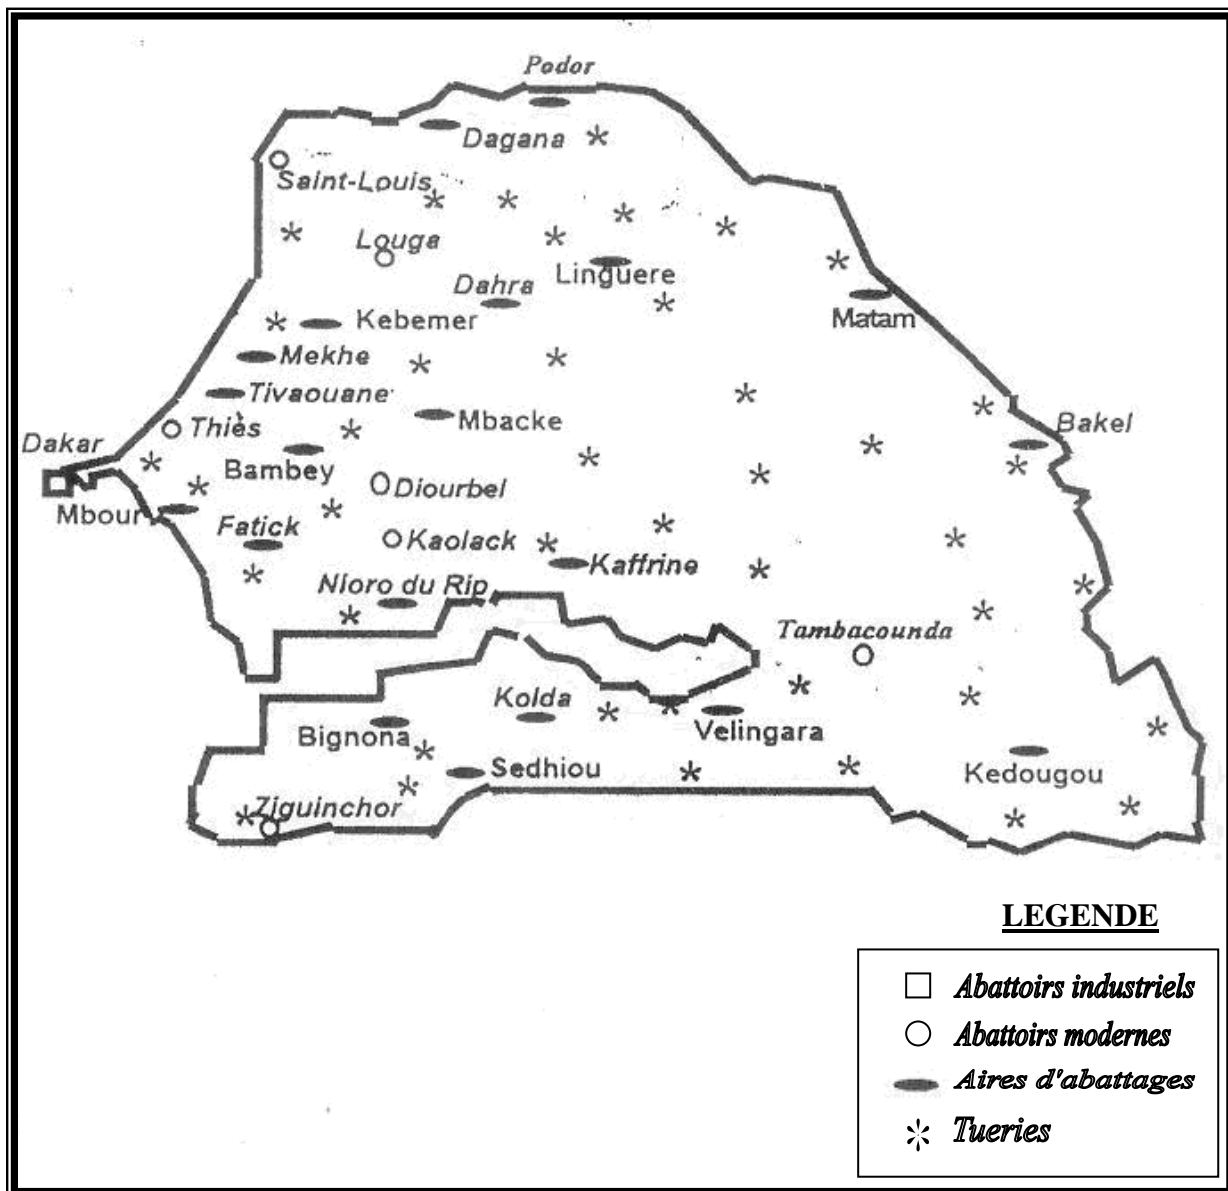 Podor
Dagana
Saint-Louis
Louga
Linguere
Dahra
Matam
Kebemer
Mekhe
Tivaouane
Mbacke
Thiès
Bakel
Dakar
Bambey
Diourbel
Mbour
Fatick
Kaolack
Kaffrine
Nioro du Rip
Tambacounda
Kolda
Velingara
Bignona
Sedhiou
Kedougou
Ziguinchor
LEGENDE
Abattoirs industriels
Abattoirs modernes
Aires d'abattages
Tueries